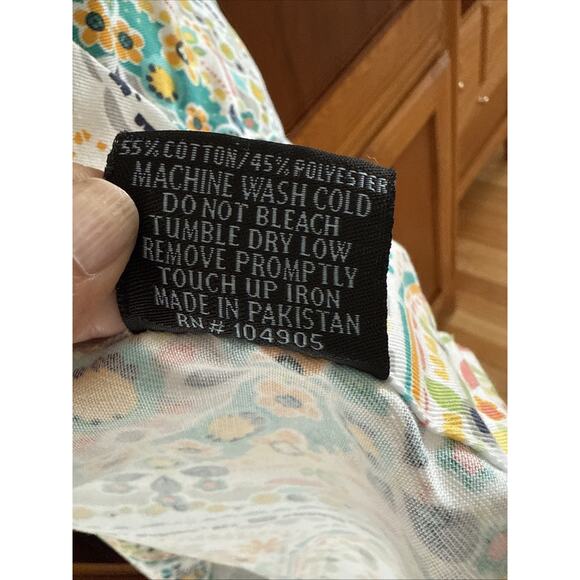 55% COTTON/45% POLYESTER
MACHINE WASH COLD
DO NOT BLEACH
TUMBLE DRY LOW
REMOVE PROMPTLY
TOUCH UP IRON
MADE IN PAKISTAN
RN# 104905